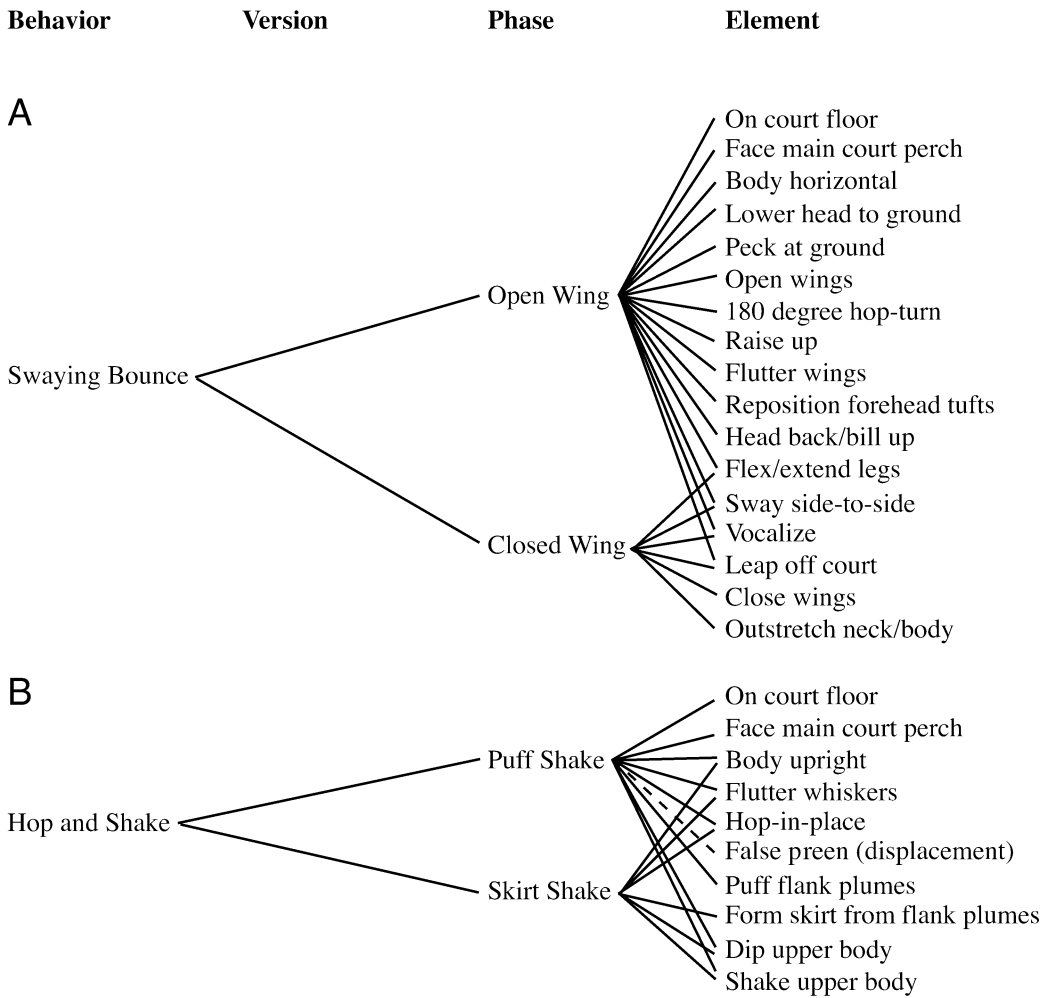 Behavior Version Phase Element
A
On court floor
Face main court perch
Body horizontal
Lower head to ground
Peck at ground
Open wings
Open Wing
180 degree hop-turn
Raise up
Flutter wings
Swaying Bounce
Reposition forehead tufts
Head back/bill up
Flex/extend legs
Sway side-to-side
Vocalize
Closed Wing
Leap off court
Close wings
Outstretch neck/body
B
On court floor
Face main court perch
Puff Shake
Body upright
Flutter whiskers
Hop and Shake
Hop-in-place
False preen (displacement)
Puff flank plumes
Skirt Shake
Form skirt from flank plumes
Dip upper body
Shake upper body